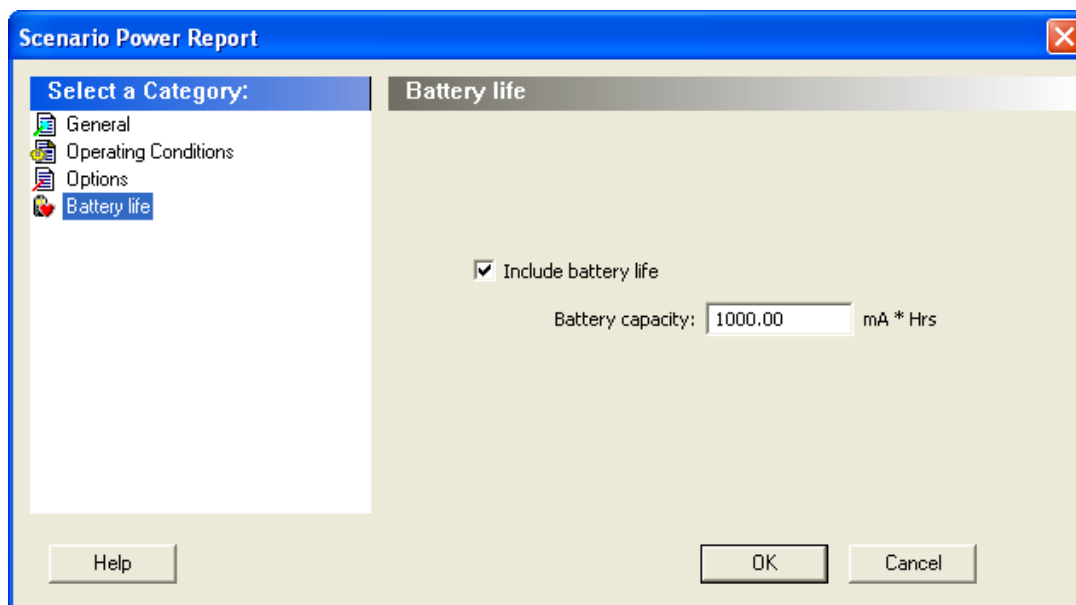 Scenario Power Report
Select a Category:
General
Operating Conditions
Options
Battery life
Battery life
Include battery life
Battery capacity: 1000.00 mA * Hrs
Help
OK
Cancel